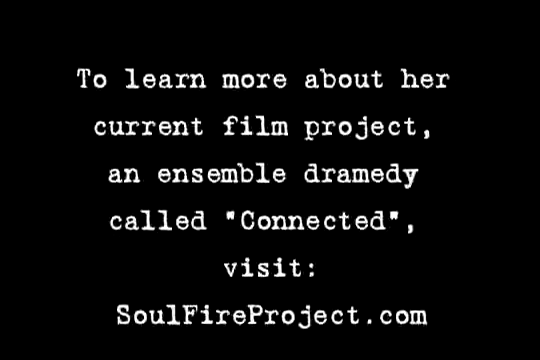 To learn more about her
current film project,
an ensemble dramedy
called "Connected",
visit:
SoulFireProject.com